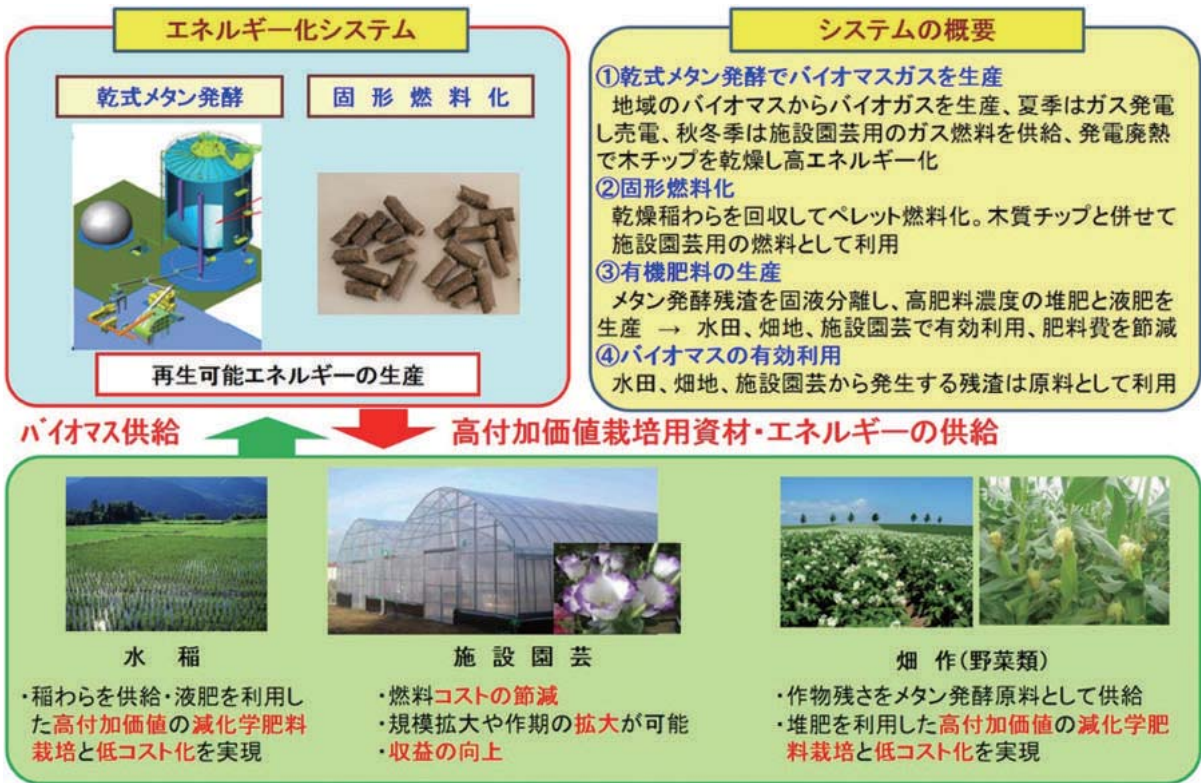 エネルギー化システム
乾式メタン発酵
固形燃料化
再生可能エネルギーの生産
システムの概要
①乾式メタン発酵でバイオマスガスを生産
地域のバイオマスからバイオガスを生産、夏季はガス発電
し売電、秋冬季は施設園芸用のガス燃料を供給、発電廃熱
で木チップを乾燥し高エネルギー化
②固形燃料化
乾燥稲わらを回収してペレット燃料化。木質チップと併せて
施設園芸用の燃料として利用
③有機肥料の生産
メタン発酵残渣を固液分離し、高肥料濃度の堆肥と液肥を
生産 → 水田、畑地、施設園芸で有効利用、肥料費を節減
④バイオマスの有効利用
水田、畑地、施設園芸から発生する残渣は原料として利用
バイオマス供給
高付加価値栽培用資材・エネルギーの供給
水稲
・稲わらを供給・液肥を利用し
た高付加価値の減化学肥料
栽培と低コスト化を実現
施設園芸
・燃料コストの節減
・規模拡大や作期の拡大が可能
・収益の向上
畑作(野菜類)
・作物残さをメタン発酵原料として供給
・堆肥を利用した高付加価値の減化学肥
料栽培と低コスト化を実現